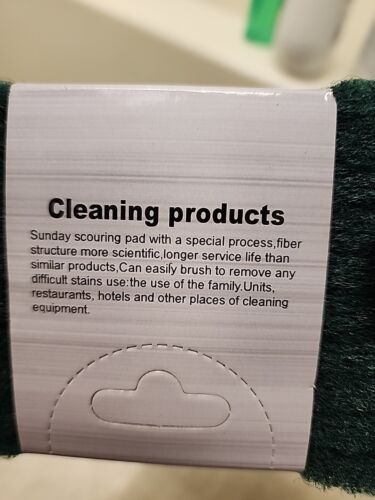 Cleaning products
Sunday scouring pad with a special process,fiber
structure more scientific,longer service life than
similar products,Can easify brush to remove any
difficult stains use:the use of the family.Units,
restaurants, hotels and other places of cleaning
equipment.